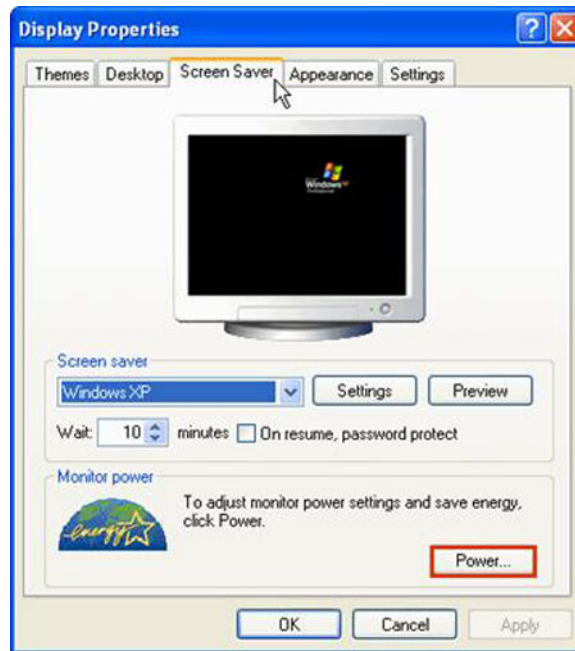 Display Properties
Themes Desktop Screen Saver Appearance Settings
Windows xp
Screen saver
Windows XP Settings Preview
Wait: 10 minutes On resume, password protect
Monitor power
energy
To adjust monitor power settings and save energy,
click Power.
Power...
OK Cancel Apply